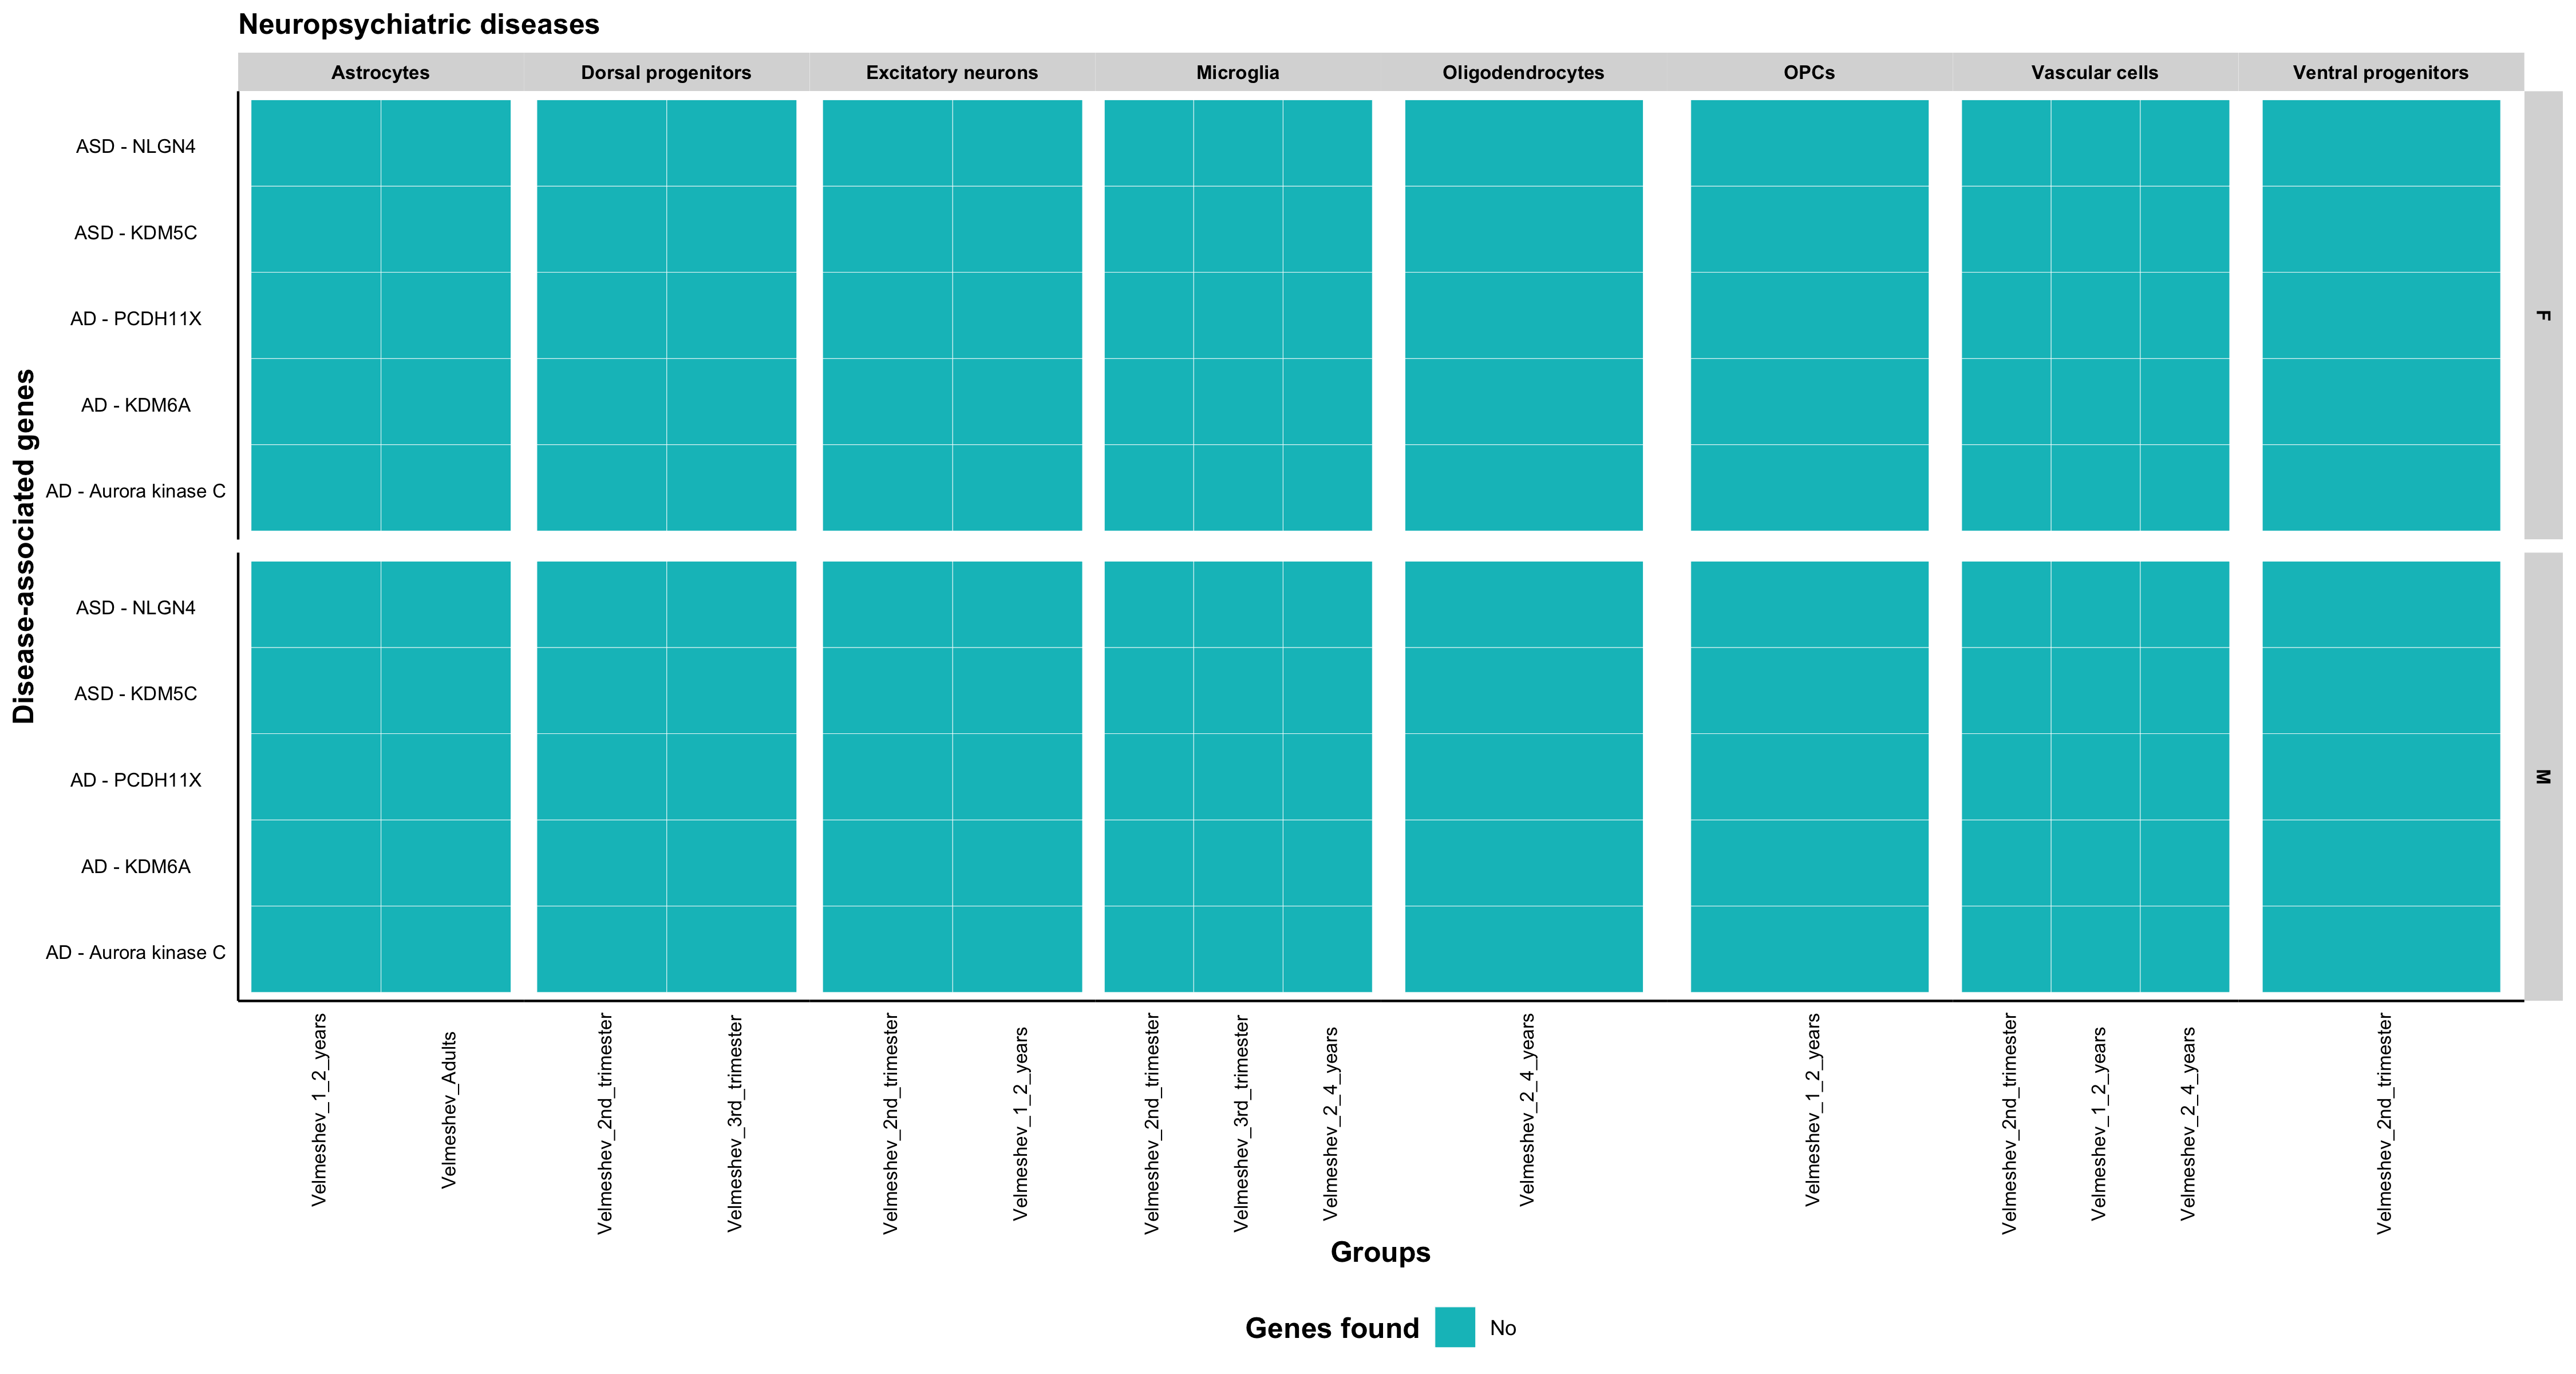 Neuropsychiatric diseases
Astrocytes Dorsal progenitors Excitatory neurons Microglia Oligodendrocytes OPCs Vascular cells Ventral progenitors
Disease-associated genes
ASD - NLGN4
ASD - KDM5C
AD - PCDH11X
AD - KDM6A
AD - Aurora kinase C
F
ASD - NLGN4
ASD - KDM5C
AD - PCDH11X
AD - KDM6A
AD - Aurora kinase C
M
Velmeshev_1_2_years
Velmeshev_Adults
Velmeshev_2nd_trimester
Velmeshev_3rd_trimester
Velmeshev_2nd_trimester
Velmeshev_1_2_years
Velmeshev_2nd_trimester
Velmeshev_3rd_trimester
Velmeshev_2_4_years
Velmeshev_2_4_years
Velmeshev_1_2_years
Velmeshev_2nd_trimester
Velmeshev_1_2_years
Velmeshev_2_4_years
Velmeshev_2nd_trimester
Groups
Genes found No